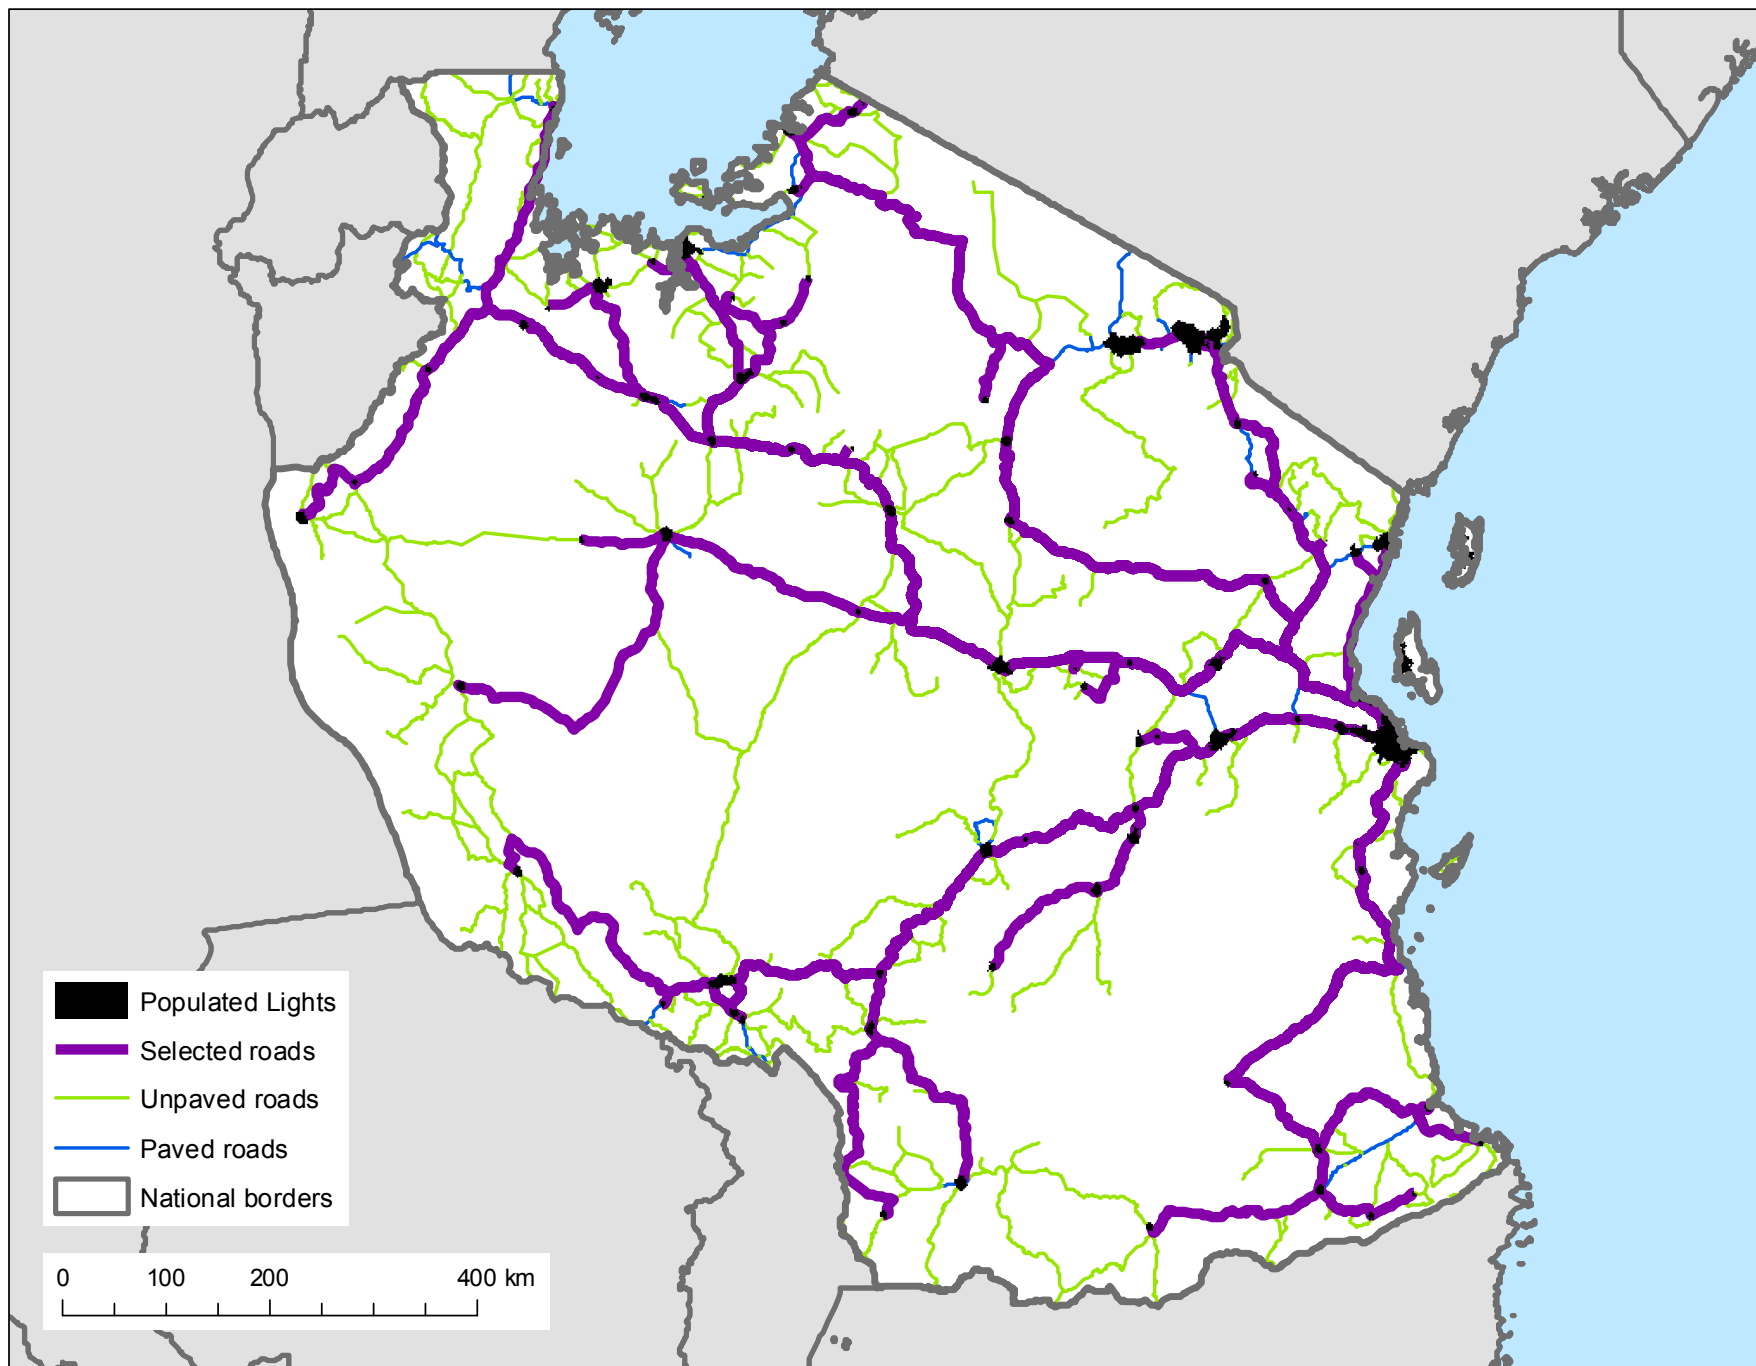 Populated Lights
Selected roads
Unpaved roads
Paved roads
National borders
0 100 200 400 km